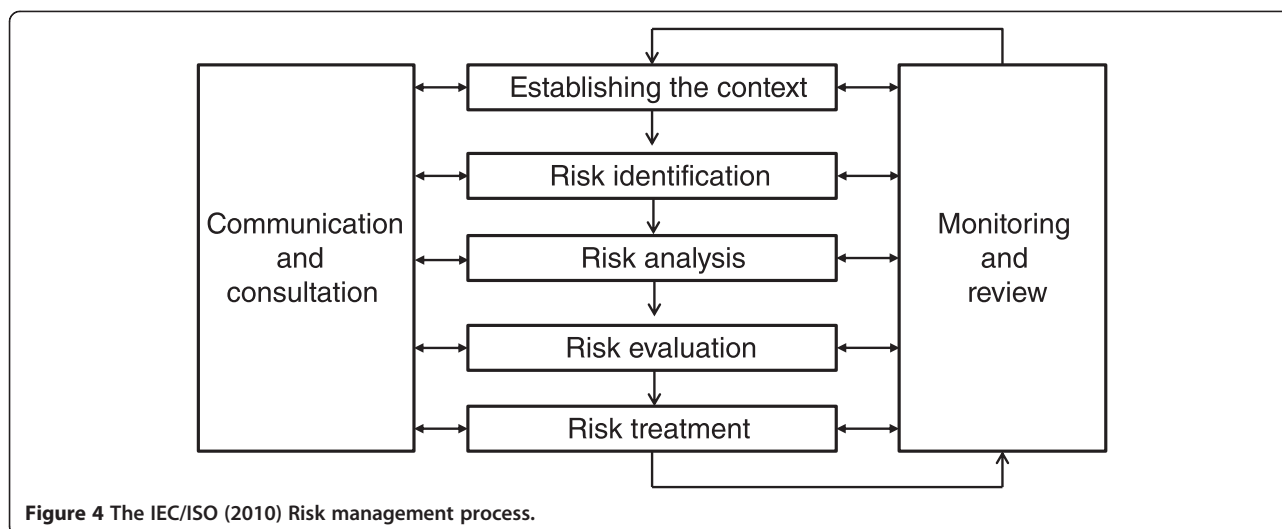 Establishing the context
Risk identification
Risk analysis
Risk evaluation
Risk treatment
Communication
and
consultation
Monitoring
and
review
Figure 4 The IEC/ISO (2010) Risk management process.